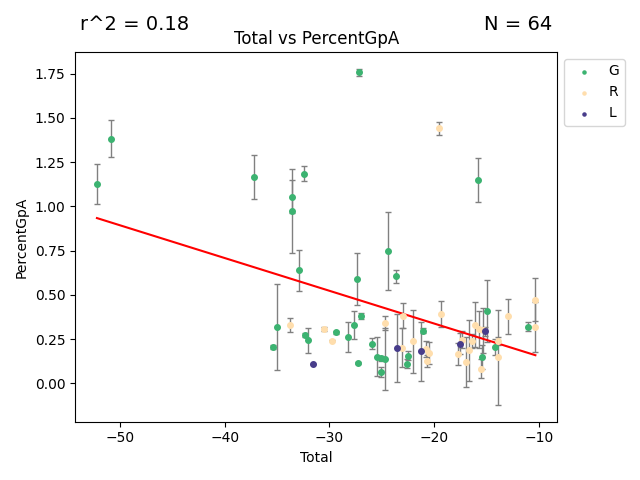 r^2 = 0.18
N = 64
Total vs PercentGpA
G
R
L
1.75
1.50
1.25
1.00
0.75
0.50
0.25
0.00
PercentGpA
−50
−40
−30
−20
−10
Total